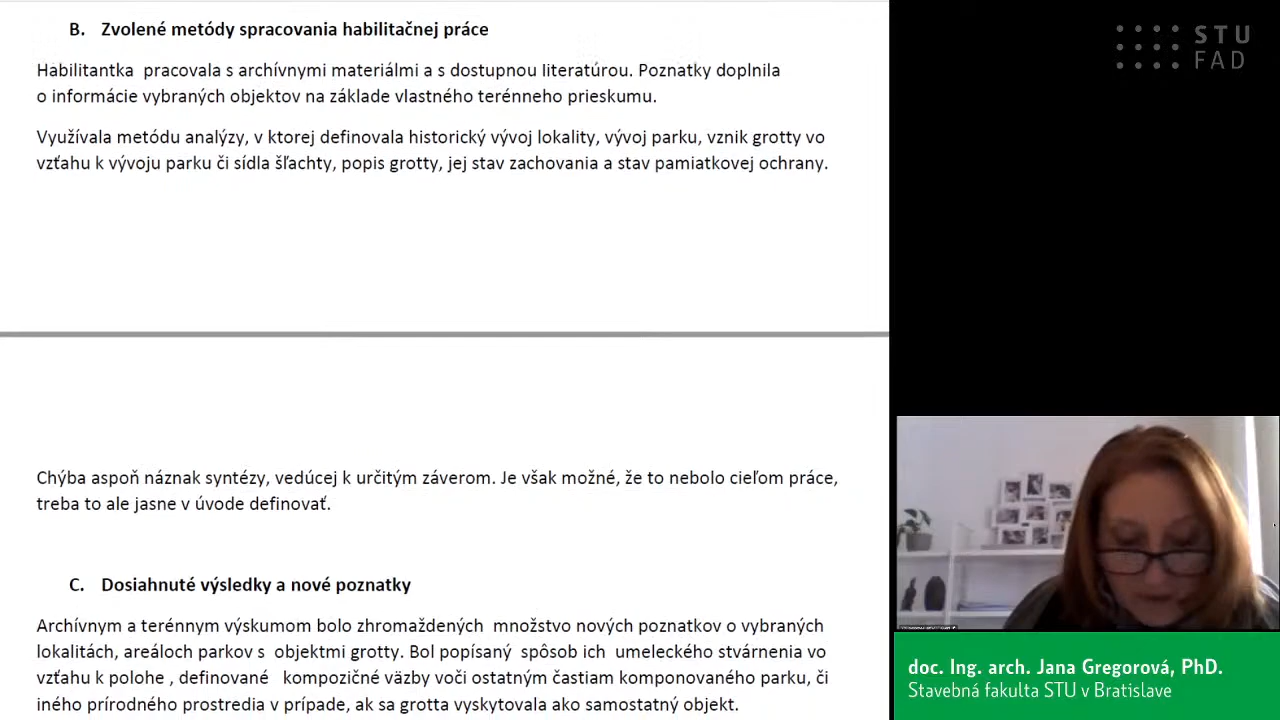 B. Zvolené metódy spracovania habilitačnej práce
Habilitantka pracovala s archívnymi materiálmi a s dostupnou literatúrou. Poznatky doplnila
o informácie vybraných objektov na základe vlastného terénneho prieskumu.
Využívala metódu analýzy, v ktorej definovala historický vývoj lokality, vývoj parku, vznik grotty vo
vzťahu k vývoju parku či sídla šľachty, popis grotty, jej stav zachovania a stav pamiatkovej ochrany.
Chýba aspoň náznak syntézy, vedúcej k určitým záverom. Je však možné, že to nebolo cieľom práce,
treba to ale jasne v úvode definovať.
C. Dosiahnuté výsledky a nové poznatky
Archívnym a terénnym výskumom bolo zhromaždených množstvo nových poznatkov o vybraných
lokalitách, areáloch parkov s objektmi grotty. Bol popísaný spôsob ich umeleckého stvárnenia vo
vzťahu k polohe , definované kompozičné väzby voči ostatným častiam komponovaného parku, či
iného prírodného prostredia v prípade, ak sa grotta vyskytovala ako samostatný objekt.
STU
FAD
doc. Ing. arch. Jana Gregorová, PhD.
Stavebná fakulta STU v Bratislave